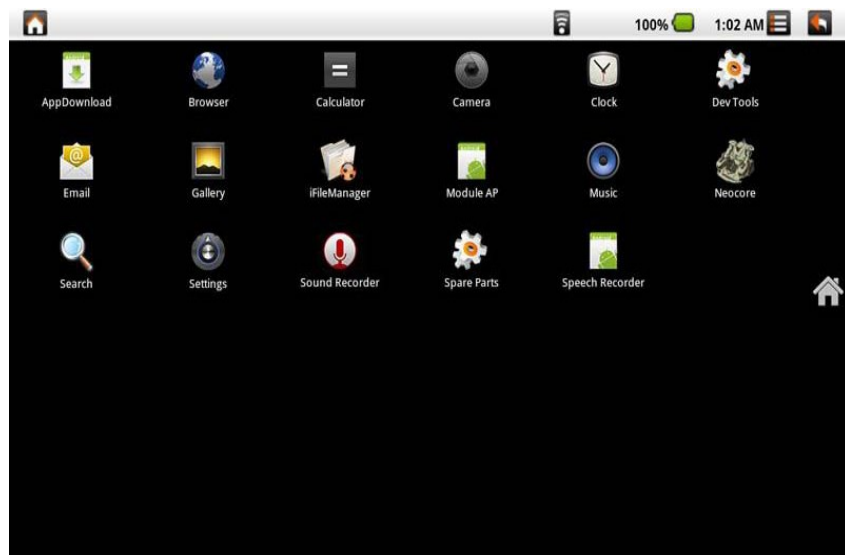 100% 1:02 AM
AppDownload Browser Calculator Camera Clock Dev Tools
Email Gallery iFileManager Module AP Music Neocore
Search Settings Sound Recorder Spare Parts Speech Recorder